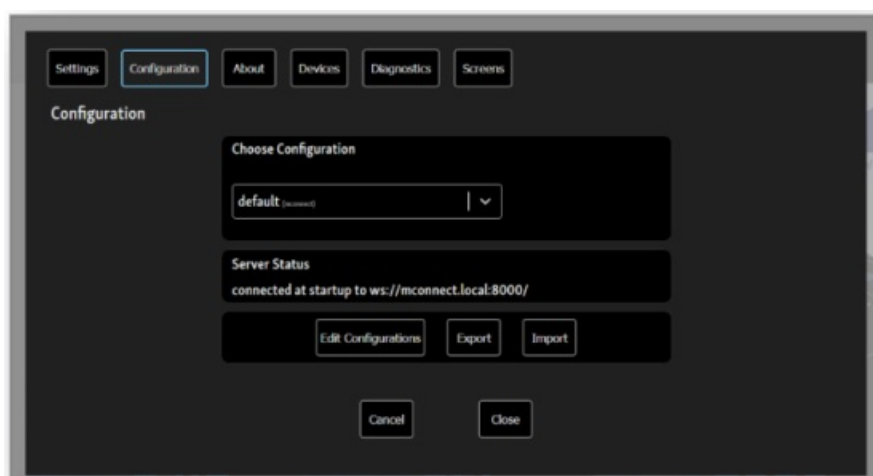 Settings Configuration About Devices Diagnostics Screens
Configuration
Choose Configuration
default (mconnect)
Server Status
connected at startup to ws://mconnect.local:8000/
Edit Configurations Export Import
Cancel Close